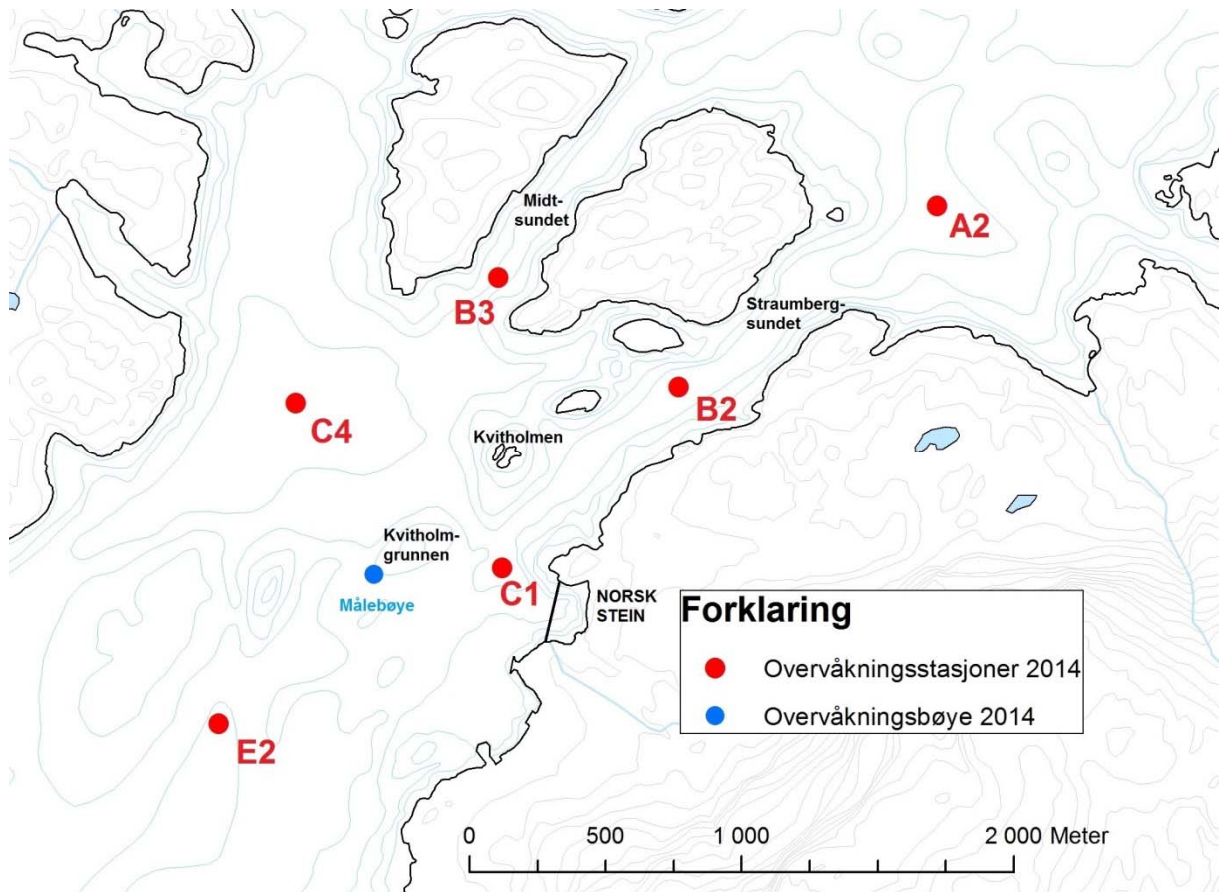 Midt-
sundet
A2
B3
Straumberg-
sundet
B2
C4
Kvitholmen
Kvitholm-
grunnen
C1
Målebøye
NORSK
STEIN
Forklaring
Overvåkningsstasjoner 2014
Overvåkningsbøye 2014
E2
0 500 1 000 2 000 Meter